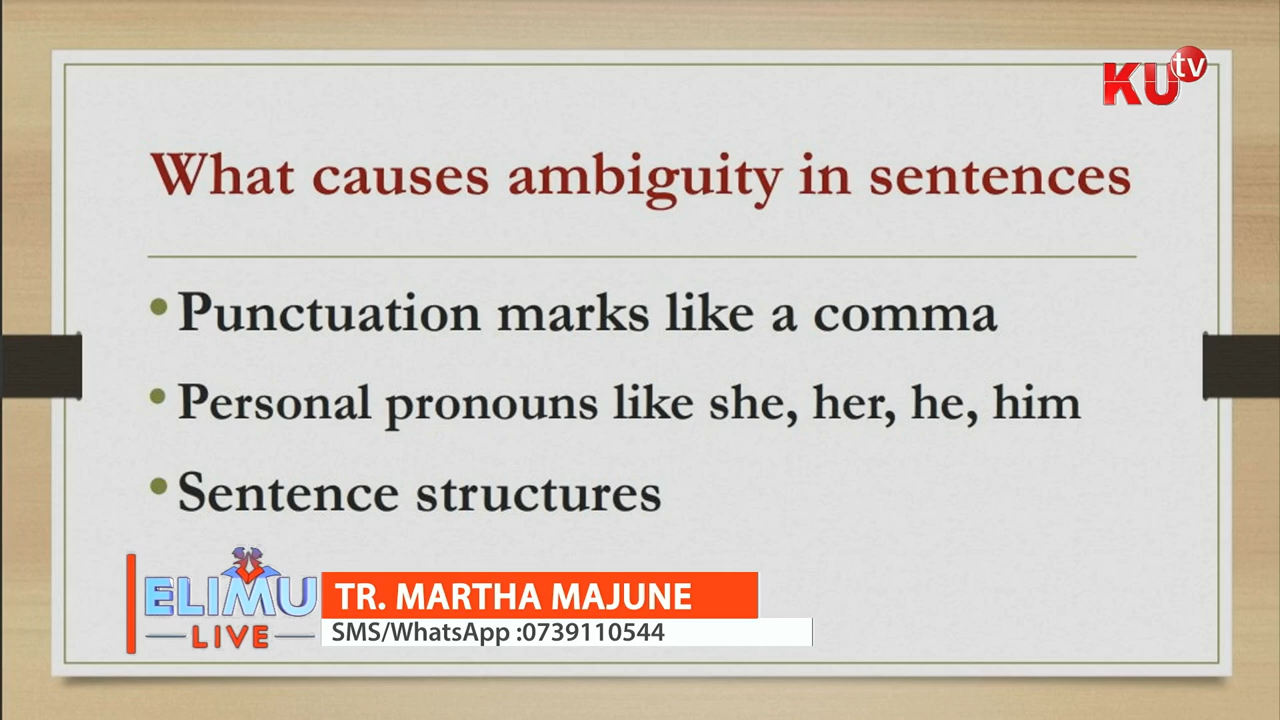 KU tv
What causes ambiguity in sentences
• Punctuation marks like a comma
• Personal pronouns like she, her, he, him
• Sentence structures
ELIMU
LIVE
TR. MARTHA MAJUNE
SMS/WhatsApp :0739110544